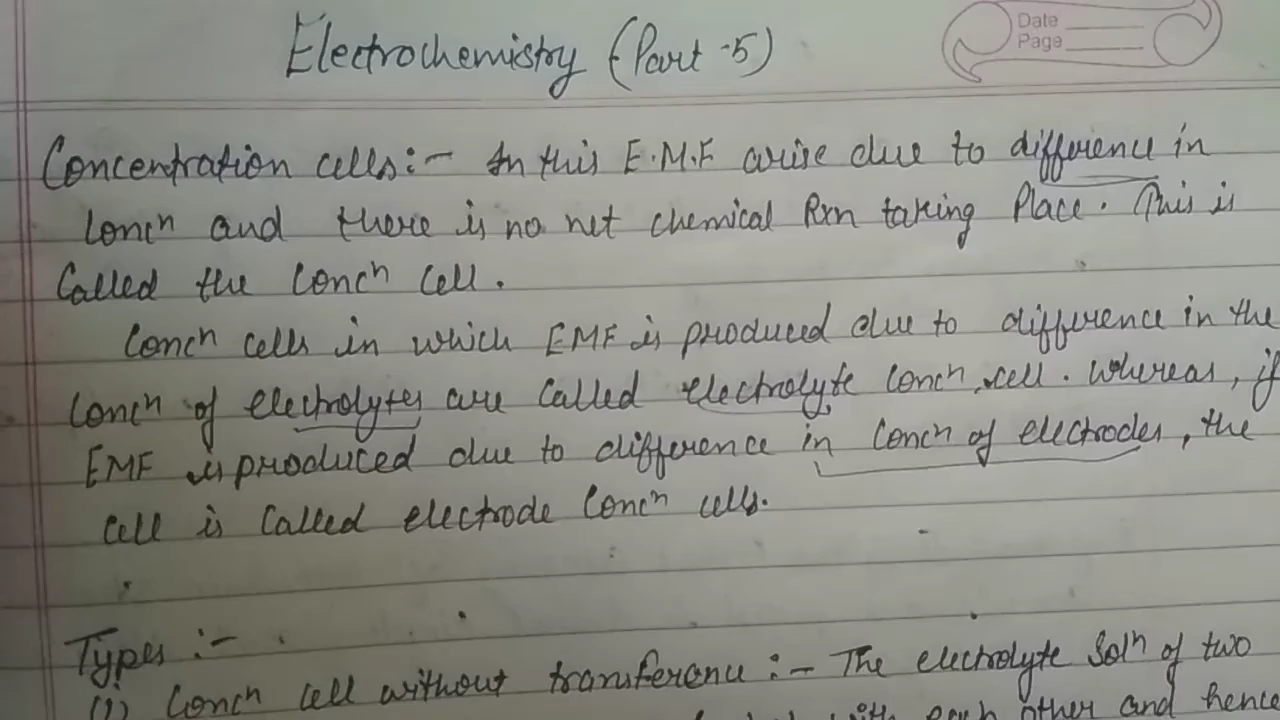 Electrochemistry (Part -5)
Date
Page
Concentration cells:- In this E.M.F arise due to difference in
Concn and there is no net chemical Rxn taking Place. This is
Called the Concn Cell.
Concn cells in which EMF is produced due to difference in the
Concn of electrolytes are Called electrolyte Concn cell. whereas, if
EMF is produced due to difference in Concn of electrodes, the
Cell is Called electrode Concn cells.
Types :-
(1) Concn cell without transference :- The electrolyte Soln of two
with each other and hence